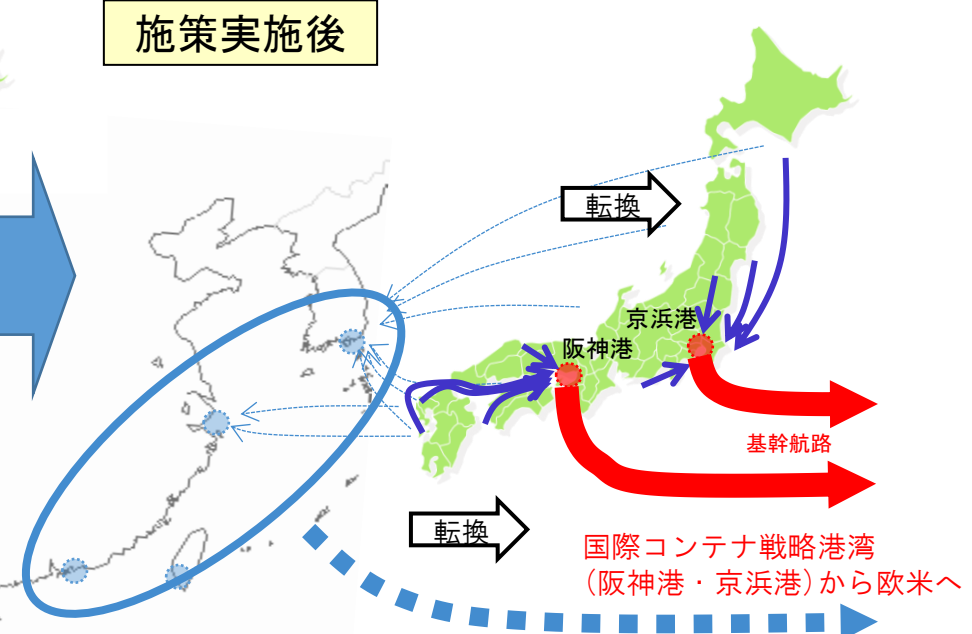 施策実施後
転換
京浜港
阪神港
基幹航路
転換
国際コンテナ戦略港湾
(阪神港・京浜港)から欧米へ